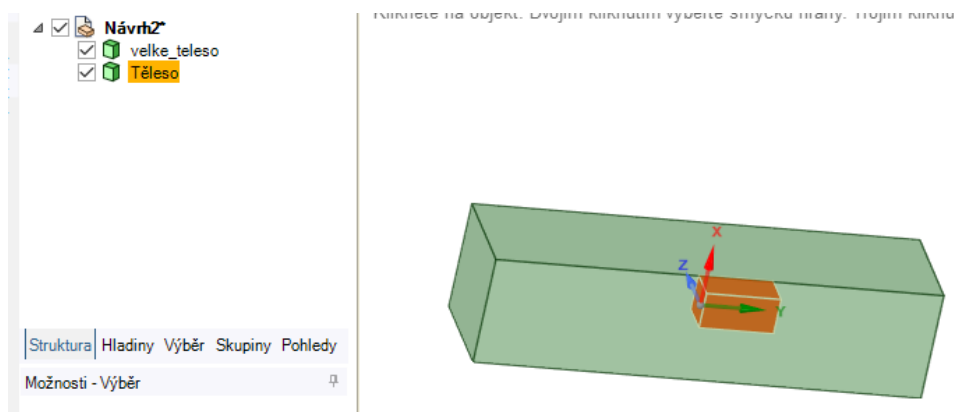 Návrh2*
Klikněte na objekt. Dvojím kliknutím vyberte smyčku hrany. Trojím kliknu
velke_teleso
Těleso
X
Z
Y
Struktura Hladiny Výběr Skupiny Pohledy
Možnosti - Výběr